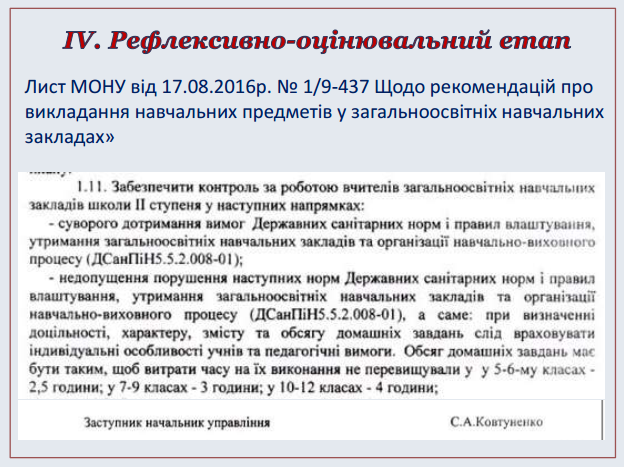 IV. Рефлексивно-оцінювальний етап
Лист МОНУ від 17.08.2016р. № 1/9-437 Щодо рекомендацій про
викладання навчальних предметів у загальноосвітніх навчальних
закладах»
1.11. Забезпечити контроль за роботою вчителів загальноосвітніх навчальних
закладів школи ІІ ступеня у наступних напрямках:
- суворого дотримання вимог Державних санітарних норм і правил влаштування,
утримання загальноосвітніх навчальних закладів та організації навчально-виховного
процесу (ДСанПіН5.5.2.008-01);
- недопущення порушення наступних норм Державних санітарних норм і правил
влаштування, утримання загальноосвітніх навчальних закладів та організації
навчально-виховного процесу (ДСанПіН5.5.2.008-01), а саме: при визначенні
доцільності, характеру, змісту та обсягу домашніх завдань слід враховувати
індивідуальні особливості учнів та педагогічні вимоги. Обсяг домашніх завдань має
бути таким, щоб витрати часу на їх виконання не перевищували у у 5-6-му класах -
2,5 години; у 7-9 класах - 3 години; у 10-12 класах - 4 години;
Заступник начальник управління С.А.Ковтуненко